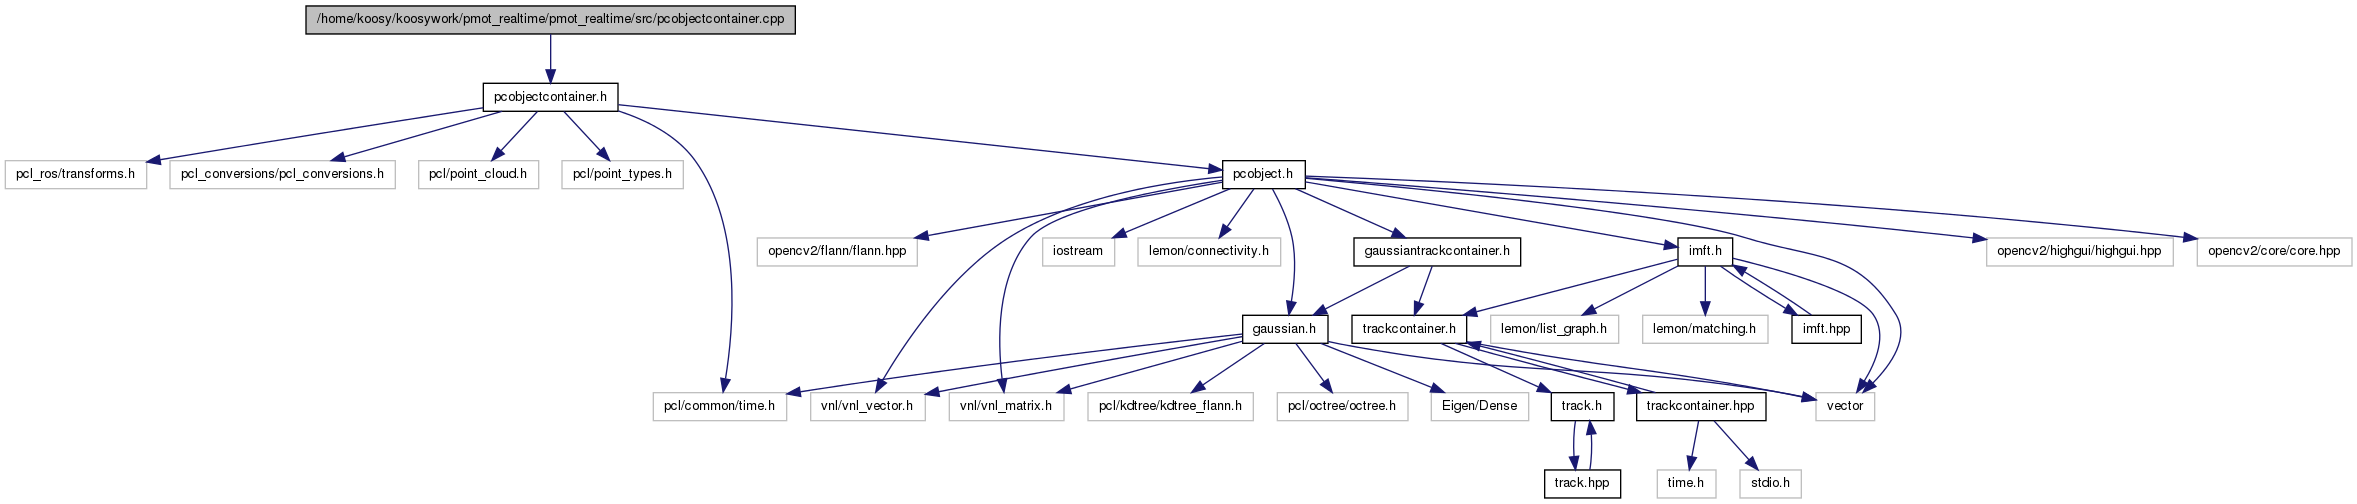 /home/koosy/koosywork/pmot_realtime/pmot_realtime/src/pcobjectcontainer.cpp
pcobjectcontainer.h
pcl_ros/transforms.h
pcl_conversions/pcl_conversions.h
pcl/point_cloud.h
pcl/point_types.h
pcobject.h
opencv2/flann/flann.hpp
iostream
lemon/connectivity.h
gaussiantrackcontainer.h
imft.h
opencv2/highgui/highgui.hpp
opencv2/core/core.hpp
gaussian.h
trackcontainer.h
lemon/list_graph.h
lemon/matching.h
imft.hpp
pcl/common/time.h
vnl/vnl_vector.h
vnl/vnl_matrix.h
pcl/kdtree/kdtree_flann.h
pcl/octree/octree.h
Eigen/Dense
track.h
trackcontainer.hpp
vector
track.hpp
time.h
stdio.h